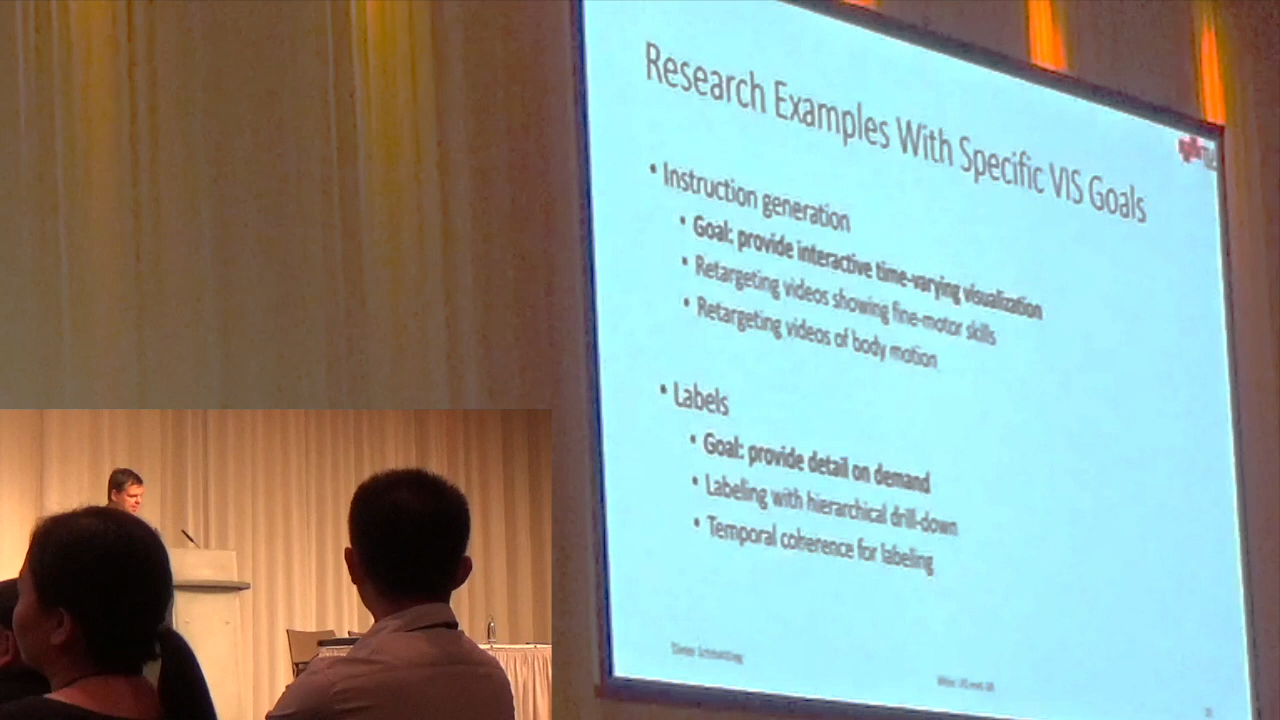 Research Examples With Specific VIS Goals
• Instruction generation
• Goal: provide interactive time-varying visualization
• Retargeting videos showing fine-motor skills
• Retargeting videos of body motion
• Labels
• Goal: provide detail on demand
• Labeling with hierarchical drill-down
• Temporal coherence for labeling
Dieter Schmalstieg